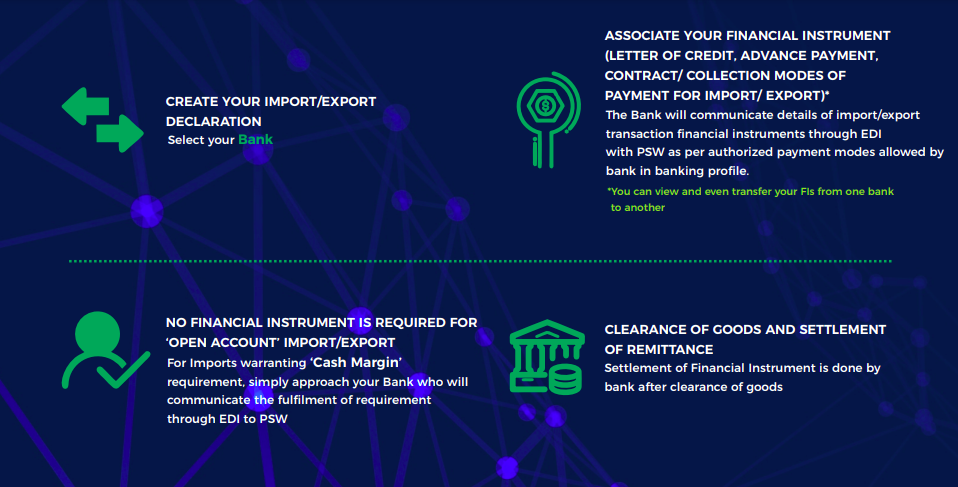 CREATE YOUR IMPORT/EXPORT
DECLARATION
Select your Bank
ASSOCIATE YOUR FINANCIAL INSTRUMENT
(LETTER OF CREDIT, ADVANCE PAYMENT,
CONTRACT/ COLLECTION MODES OF
PAYMENT FOR IMPORT/ EXPORT)*
The Bank will communicate details of import/export
transaction financial instruments through EDI
with PSW as per authorized payment modes allowed by
bank in banking profile.
*You can view and even transfer your FIs from one bank
to another
NO FINANCIAL INSTRUMENT IS REQUIRED FOR
‘OPEN ACCOUNT’ IMPORT/EXPORT
For Imports warranting ‘Cash Margin’
requirement, simply approach your Bank who will
communicate the fulfilment of requirement
through EDI to PSW
CLEARANCE OF GOODS AND SETTLEMENT
OF REMITTANCE
Settlement of Financial Instrument is done by
bank after clearance of goods